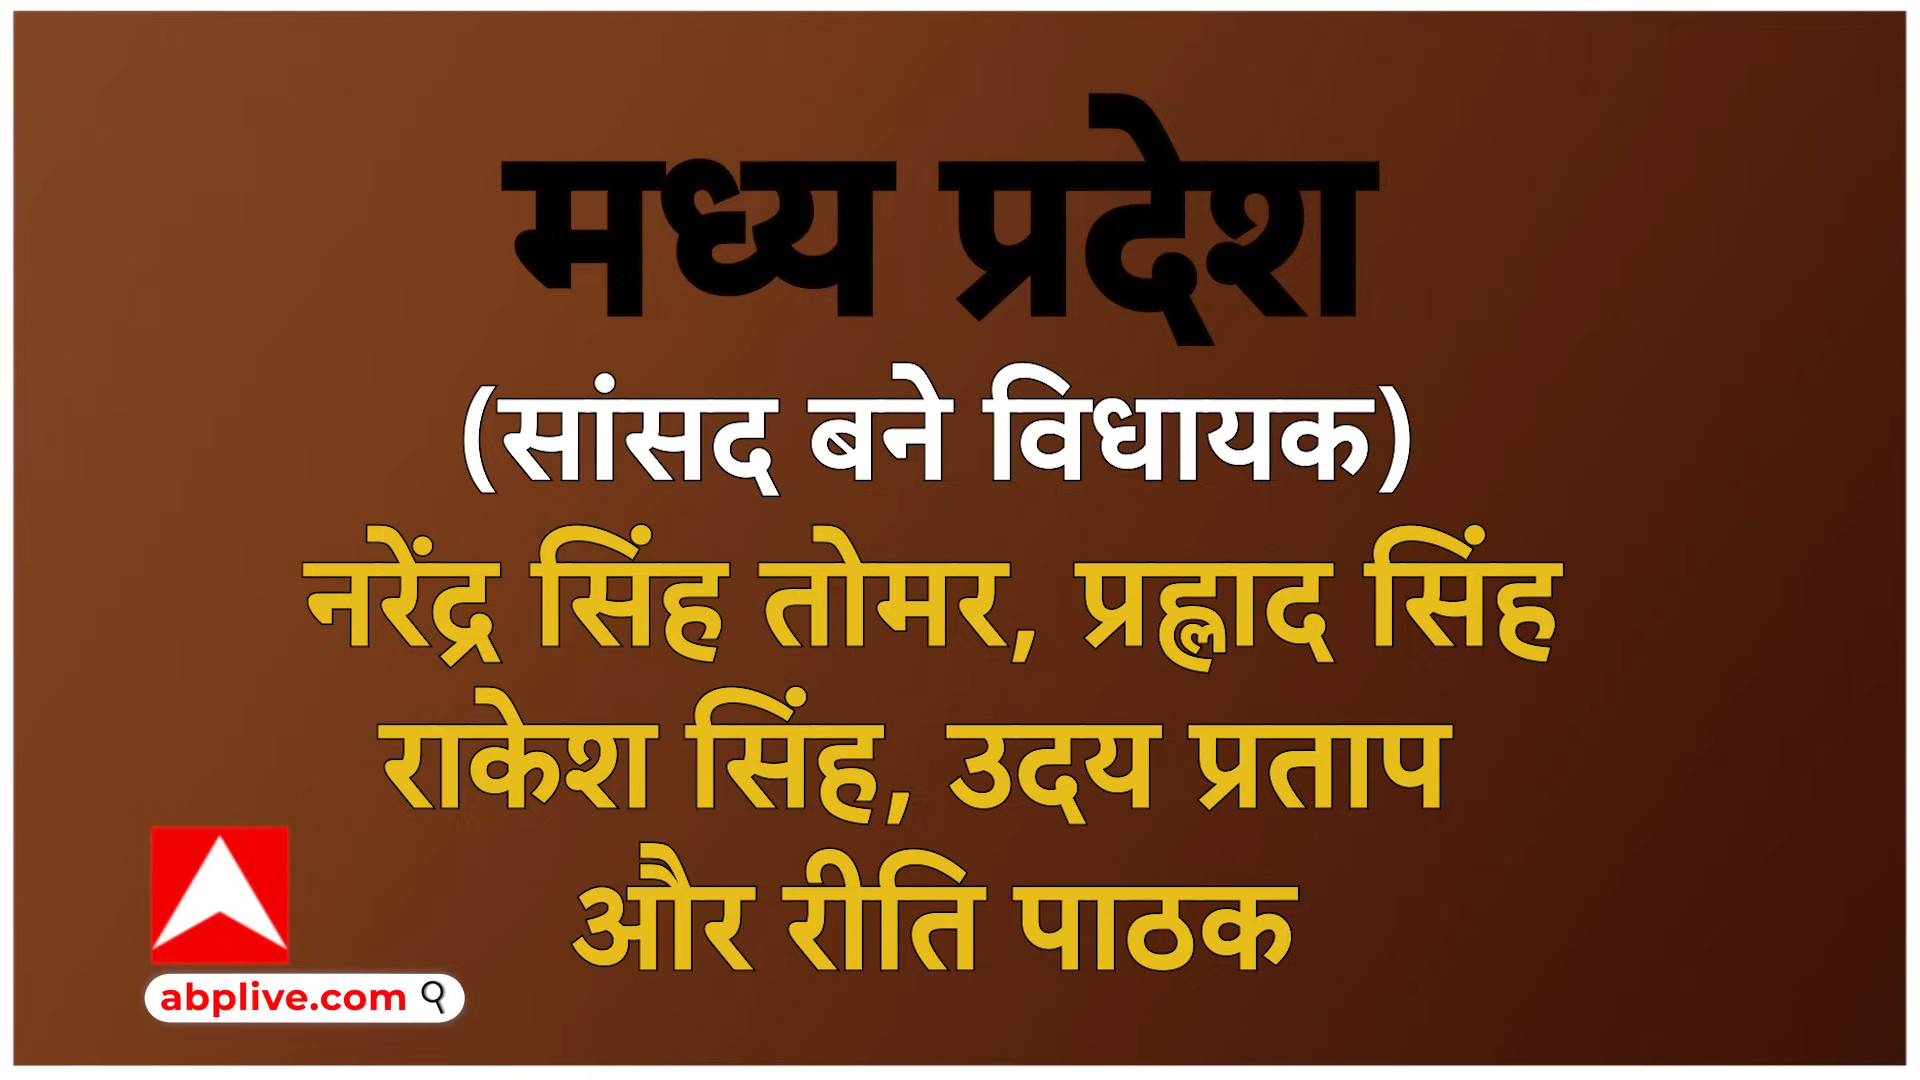 मध्य प्रदेश
(सांसद बने विधायक)
नरेंद्र सिंह तोमर, प्रह्लाद सिंह
राकेश सिंह, उदय प्रताप
और रीति पाठक
abplive.com